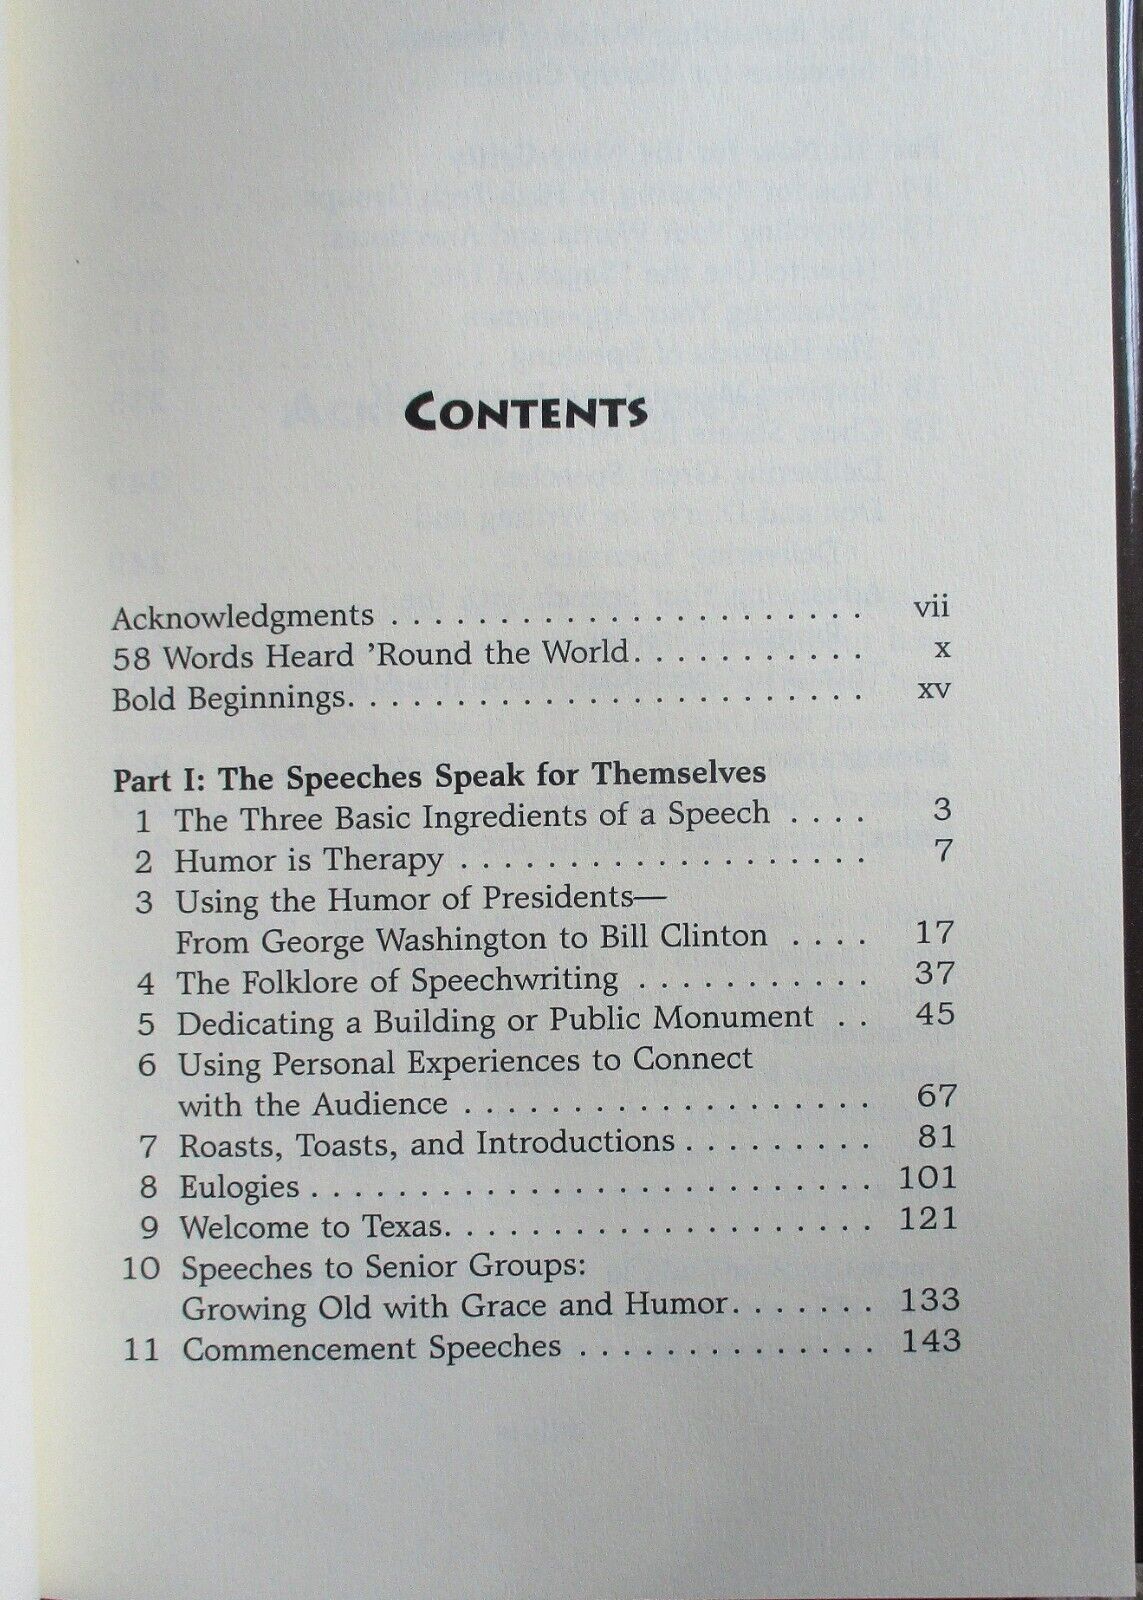 CONTENTS
Acknowledgments . . . . . . . . . . . . . . . . . . . . . . vii
58 Words Heard ’Round the World. . . . . . . . . . . x
Bold Beginnings. . . . . . . . . . . . . . . . . . . . . . . . xv
Part I: The Speeches Speak for Themselves
1 The Three Basic Ingredients of a Speech . . . . 3
2 Humor is Therapy . . . . . . . . . . . . . . . . . . . 7
3 Using the Humor of Presidents—
From George Washington to Bill Clinton . . . . 17
4 The Folklore of Speechwriting . . . . . . . . . . . 37
5 Dedicating a Building or Public Monument . . 45
6 Using Personal Experiences to Connect
with the Audience . . . . . . . . . . . . . . . . . . . 67
7 Roasts, Toasts, and Introductions . . . . . . . . . 81
8 Eulogies . . . . . . . . . . . . . . . . . . . . . . . . . . 101
9 Welcome to Texas. . . . . . . . . . . . . . . . . . . . 121
10 Speeches to Senior Groups:
Growing Old with Grace and Humor. . . . . . . 133
11 Commencement Speeches . . . . . . . . . . . . . . 143